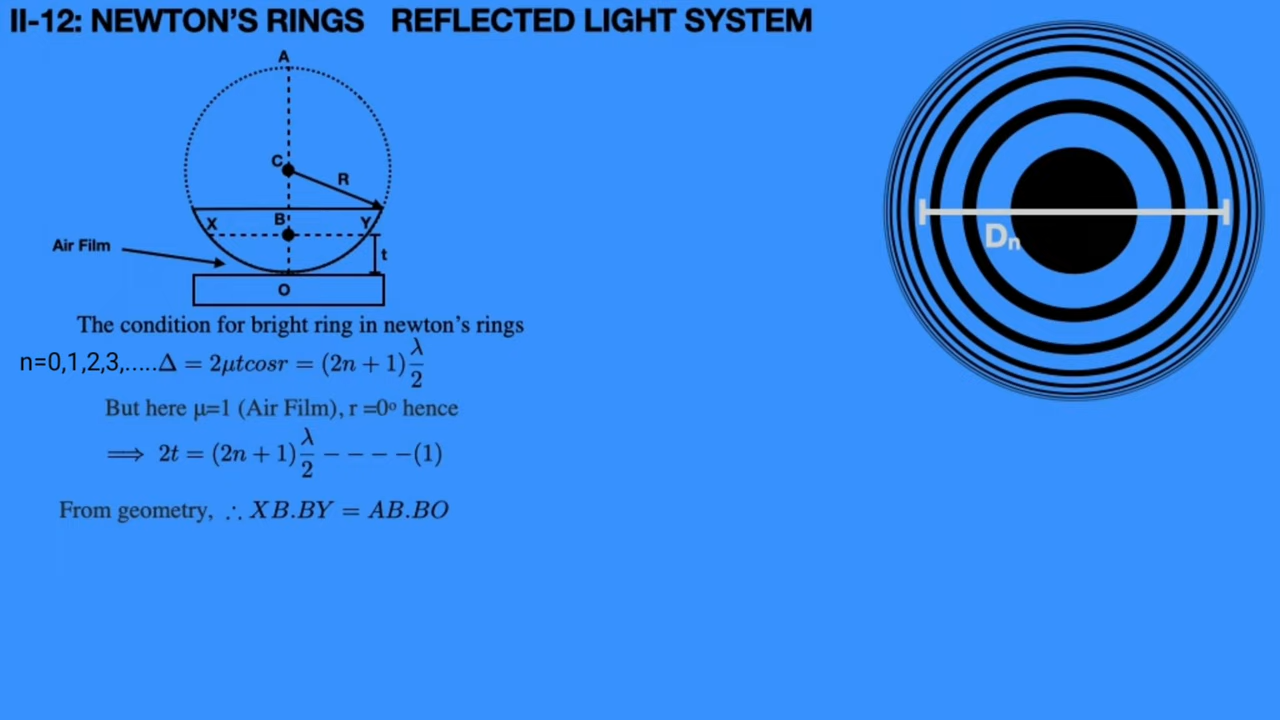 II-12: NEWTON'S RINGS REFLECTED LIGHT SYSTEM
A
C
R
X
B
Y
Air Film
t
O
Dn
The condition for bright ring in newton's rings
n=0,1,2,3,.....Δ = 2μtcosr = (2n + 1) λ/2
But here μ=1 (Air Film), r =0º hence
⟹ 2t = (2n + 1) λ/2 − − − − −(1)
From geometry, ∴ XB.BY = AB.BO